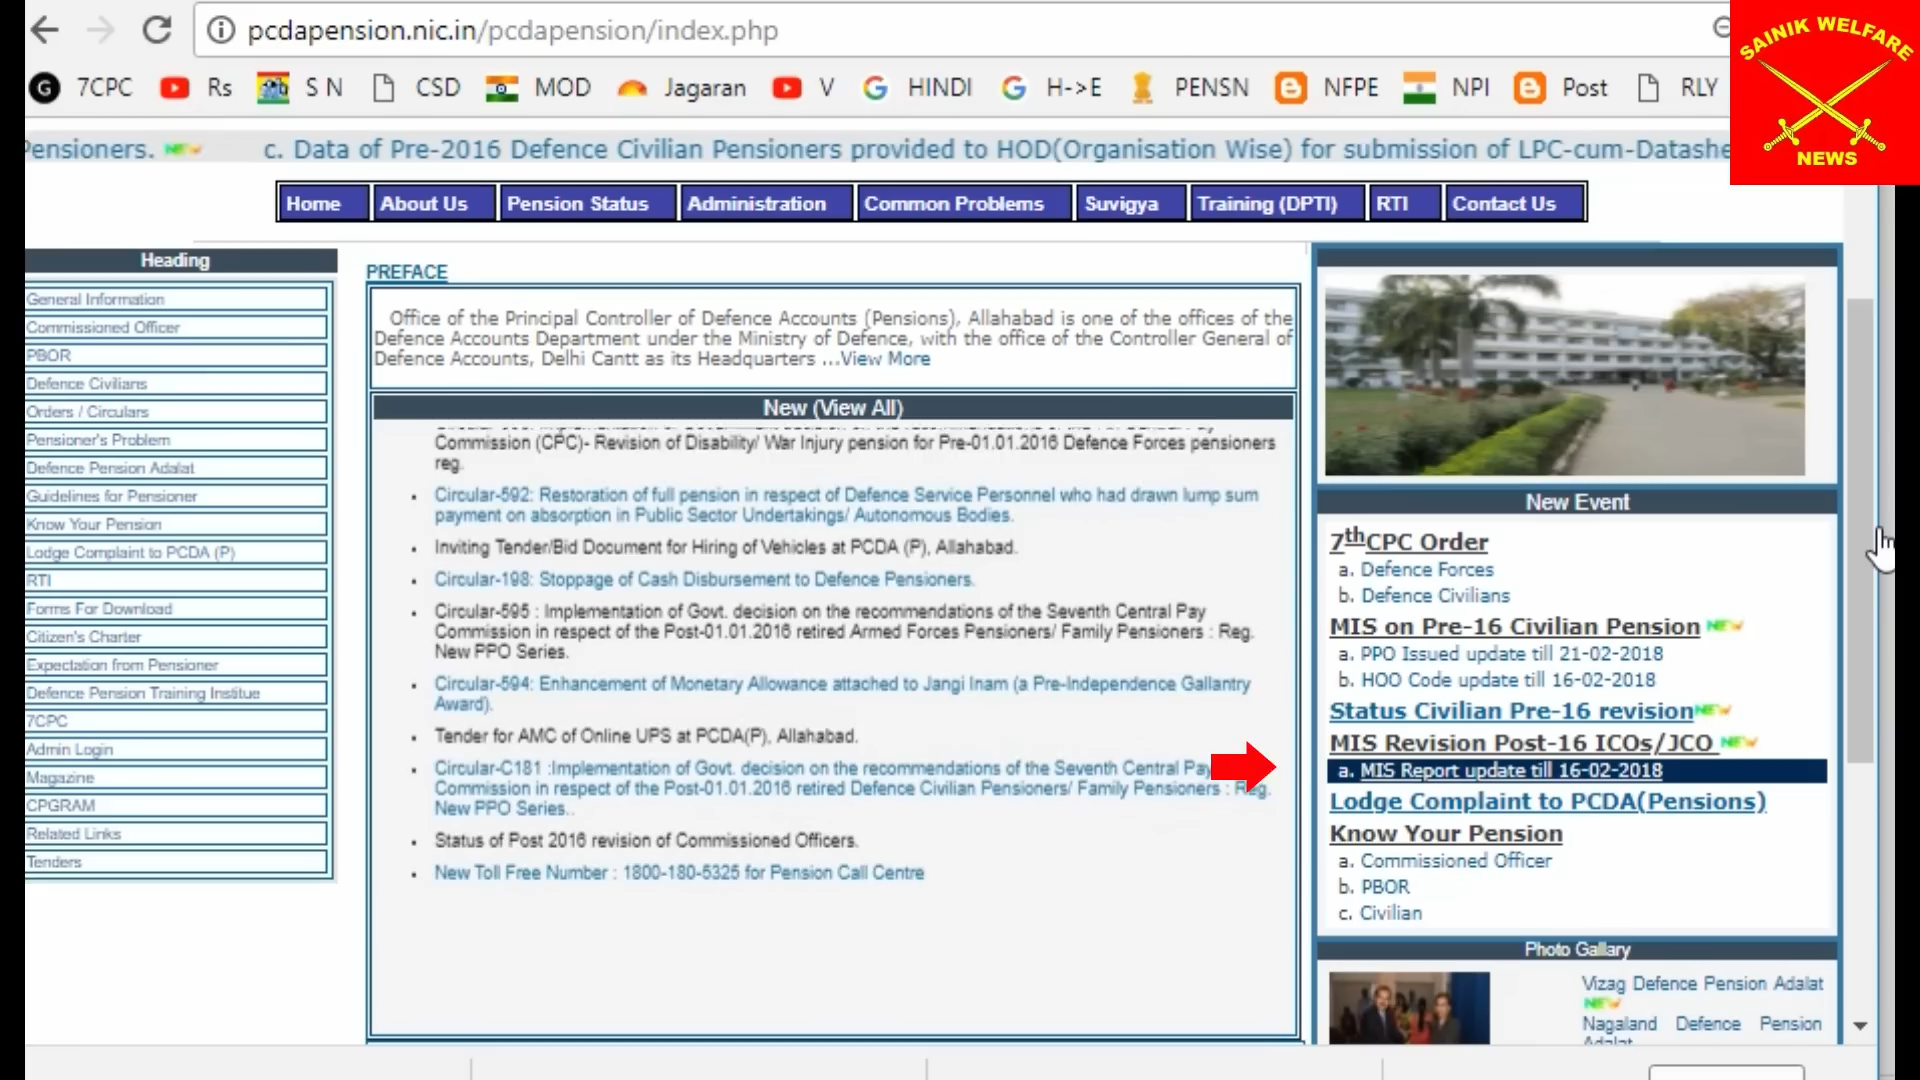 pcdapension.nic.in/pcdapension/index.php
SAINIK WELFARE
NEWS
7CPC Rs S N CSD MOD Jagaran V HINDI H->E PENSN NFPE NPI Post RLY
Pensioners. NEW c. Data of Pre-2016 Defence Civilian Pensioners provided to HOD(Organisation Wise) for submission of LPC-cum-Datashe
Home About Us Pension Status Administration Common Problems Suvigya Training (DPTI) RTI Contact Us
Heading
General Information
Commissioned Officer
PBOR
Defence Civilians
Orders / Circulars
Pensioner's Problem
Defence Pension Adalat
Guidelines for Pensioner
Know Your Pension
Lodge Complaint to PCDA (P)
RTI
Forms For Download
Citizen's Charter
Expectation from Pensioner
Defence Pension Training Institue
7CPC
Admin Login
Magazine
CPGRAM
Related Links
Tenders
PREFACE
Office of the Principal Controller of Defence Accounts (Pensions), Allahabad is one of the offices of the
Defence Accounts Department under the Ministry of Defence, with the office of the Controller General of
Defence Accounts, Delhi Cantt as its Headquarters ...View More
New (View All)
Commission (CPC)- Revision of Disability/ War Injury pension for Pre-01.01.2016 Defence Forces pensioners
reg.
Circular-592: Restoration of full pension in respect of Defence Service Personnel who had drawn lump sum
payment on absorption in Public Sector Undertakings/ Autonomous Bodies.
Inviting Tender/Bid Document for Hiring of Vehicles at PCDA (P), Allahabad.
Circular-198: Stoppage of Cash Disbursement to Defence Pensioners.
Circular-595 : Implementation of Govt. decision on the recommendations of the Seventh Central Pay
Commission in respect of the Post-01.01.2016 retired Armed Forces Pensioners/ Family Pensioners : Reg.
New PPO Series.
Circular-594: Enhancement of Monetary Allowance attached to Jangi Inam (a Pre-Independence Gallantry
Award).
Tender for AMC of Online UPS at PCDA(P), Allahabad.
Circular-C181 :Implementation of Govt. decision on the recommendations of the Seventh Central Pay
Commission in respect of the Post-01.01.2016 retired Defence Civilian Pensioners/ Family Pensioners : Reg.
New PPO Series..
Status of Post 2016 revision of Commissioned Officers.
New Toll Free Number : 1800-180-5325 for Pension Call Centre
New Event
7thCPC Order
a. Defence Forces
b. Defence Civilians
MIS on Pre-16 Civilian Pension NEW
a. PPO Issued update till 21-02-2018
b. HOO Code update till 16-02-2018
Status Civilian Pre-16 revision NEW
MIS Revision Post-16 ICOs/JCO NEW
a. MIS Report update till 16-02-2018
Lodge Complaint to PCDA(Pensions)
Know Your Pension
a. Commissioned Officer
b. PBOR
c. Civilian
Photo Gallary
Vizag Defence Pension Adalat
NEW
Nagaland Defence Pension
Adalat